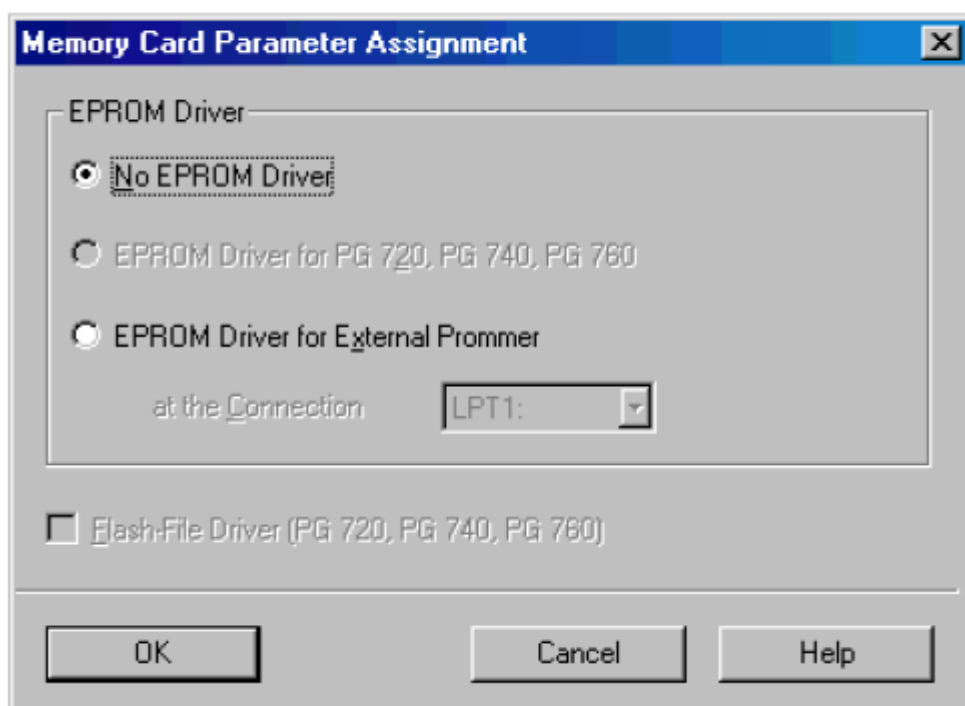 Memory Card Parameter Assignment
EPROM Driver
No EPROM Driver
EPROM Driver for PG 720, PG 740, PG 760
EPROM Driver for External Prommer
at the Connection LPT1:
Flash-File Driver (PG 720, PG 740, PG 760)
OK Cancel Help